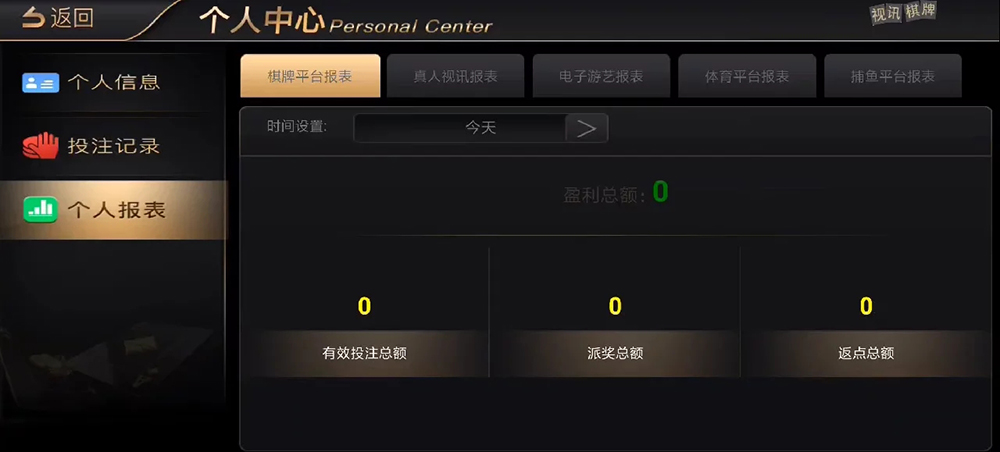 返回
个人中心 Personal Center
视讯棋牌
个人信息
投注记录
个人报表
棋牌平台报表 真人视讯报表 电子游艺报表 体育平台报表 捕鱼平台报表
时间设置: 今天 >
盈利总额: 0
0 0 0
有效投注总额 派奖总额 返点总额